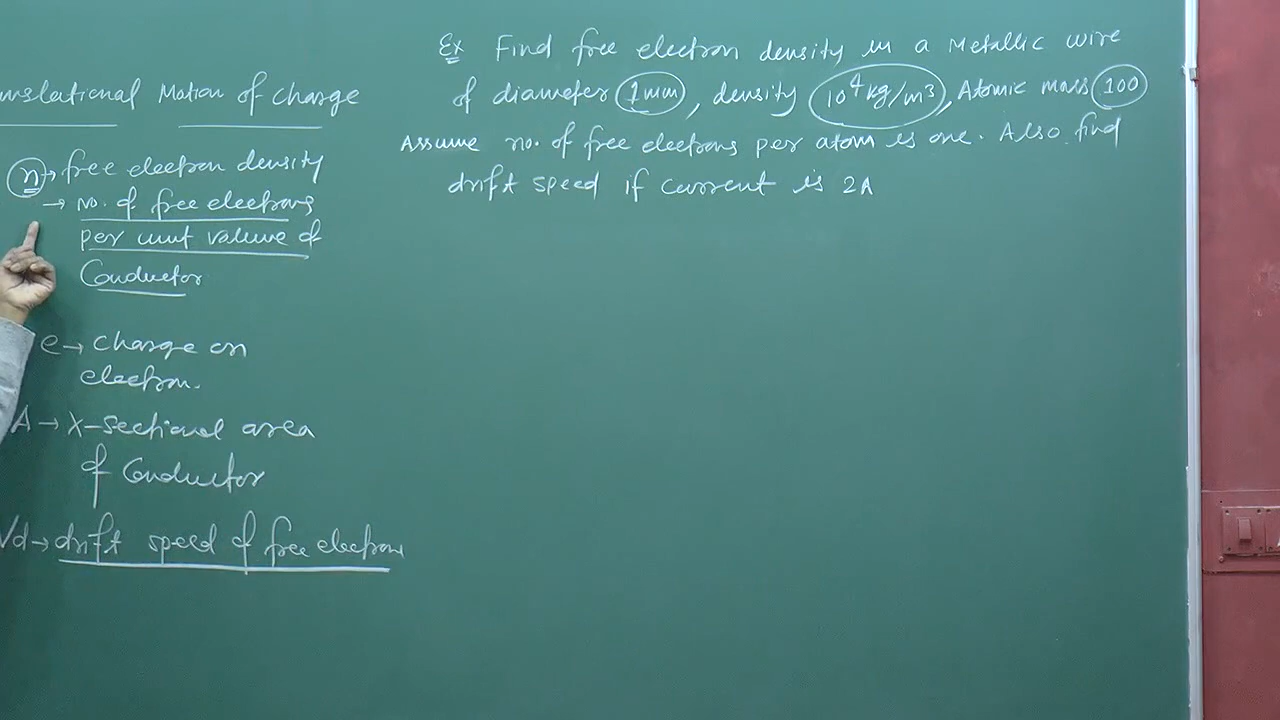 anslational Motion of Charge
n → free electron density
→ No. of free electrons
per unit volume of
Conductor
e → Charge on
electron.
A → X-sectional area
of Conductor
Vd → drift speed of free electrons
Ex Find free electron density in a Metallic wire
of diameter 1mm, density 10⁴ kg/m³, Atomic mass 100
Assume no. of free electrons per atom is one. Also find
drift speed if current is 2A